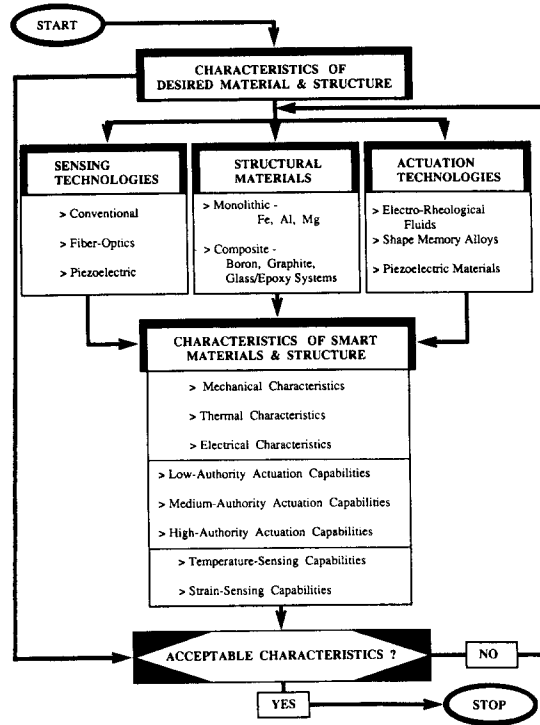 START
CHARACTERISTICS OF
DESIRED MATERIAL & STRUCTURE
SENSING
TECHNOLOGIES
> Conventional
> Fiber-Optics
> Piezoelectric
STRUCTURAL
MATERIALS
> Monolithic -
Fe, Al, Mg
> Composite -
Boron, Graphite,
Glass/Epoxy Systems
ACTUATION
TECHNOLOGIES
> Electro-Rheological
Fluids
> Shape Memory Alloys
> Piezoelectric Materials
CHARACTERISTICS OF SMART
MATERIALS & STRUCTURE
> Mechanical Characteristics
> Thermal Characteristics
> Electrical Characteristics
> Low-Authority Actuation Capabilities
> Medium-Authority Actuation Capabilities
> High-Authority Actuation Capabilities
> Temperature-Sensing Capabilities
> Strain-Sensing Capabilities
ACCEPTABLE CHARACTERISTICS ?
NO
YES
STOP